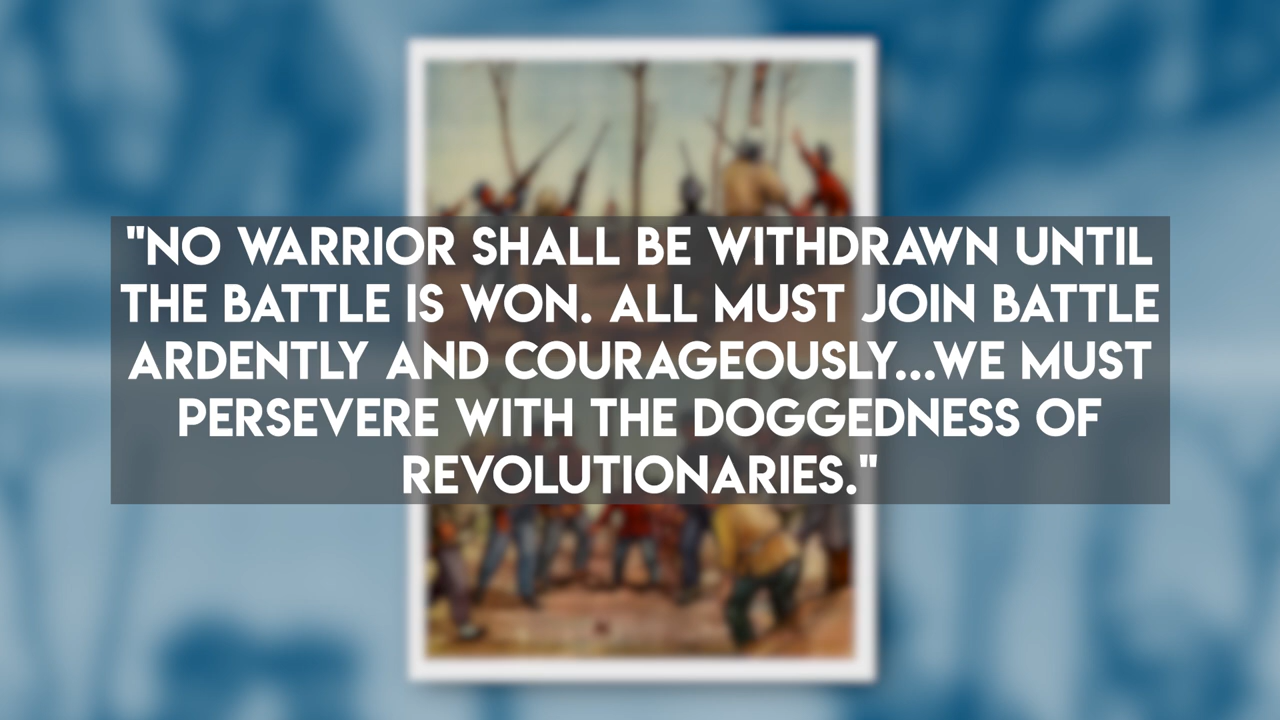 "NO WARRIOR SHALL BE WITHDRAWN UNTIL
THE BATTLE IS WON. ALL MUST JOIN BATTLE
ARDENTLY AND COURAGEOUSLY...WE MUST
PERSEVERE WITH THE DOGGEDNESS OF
REVOLUTIONARIES."